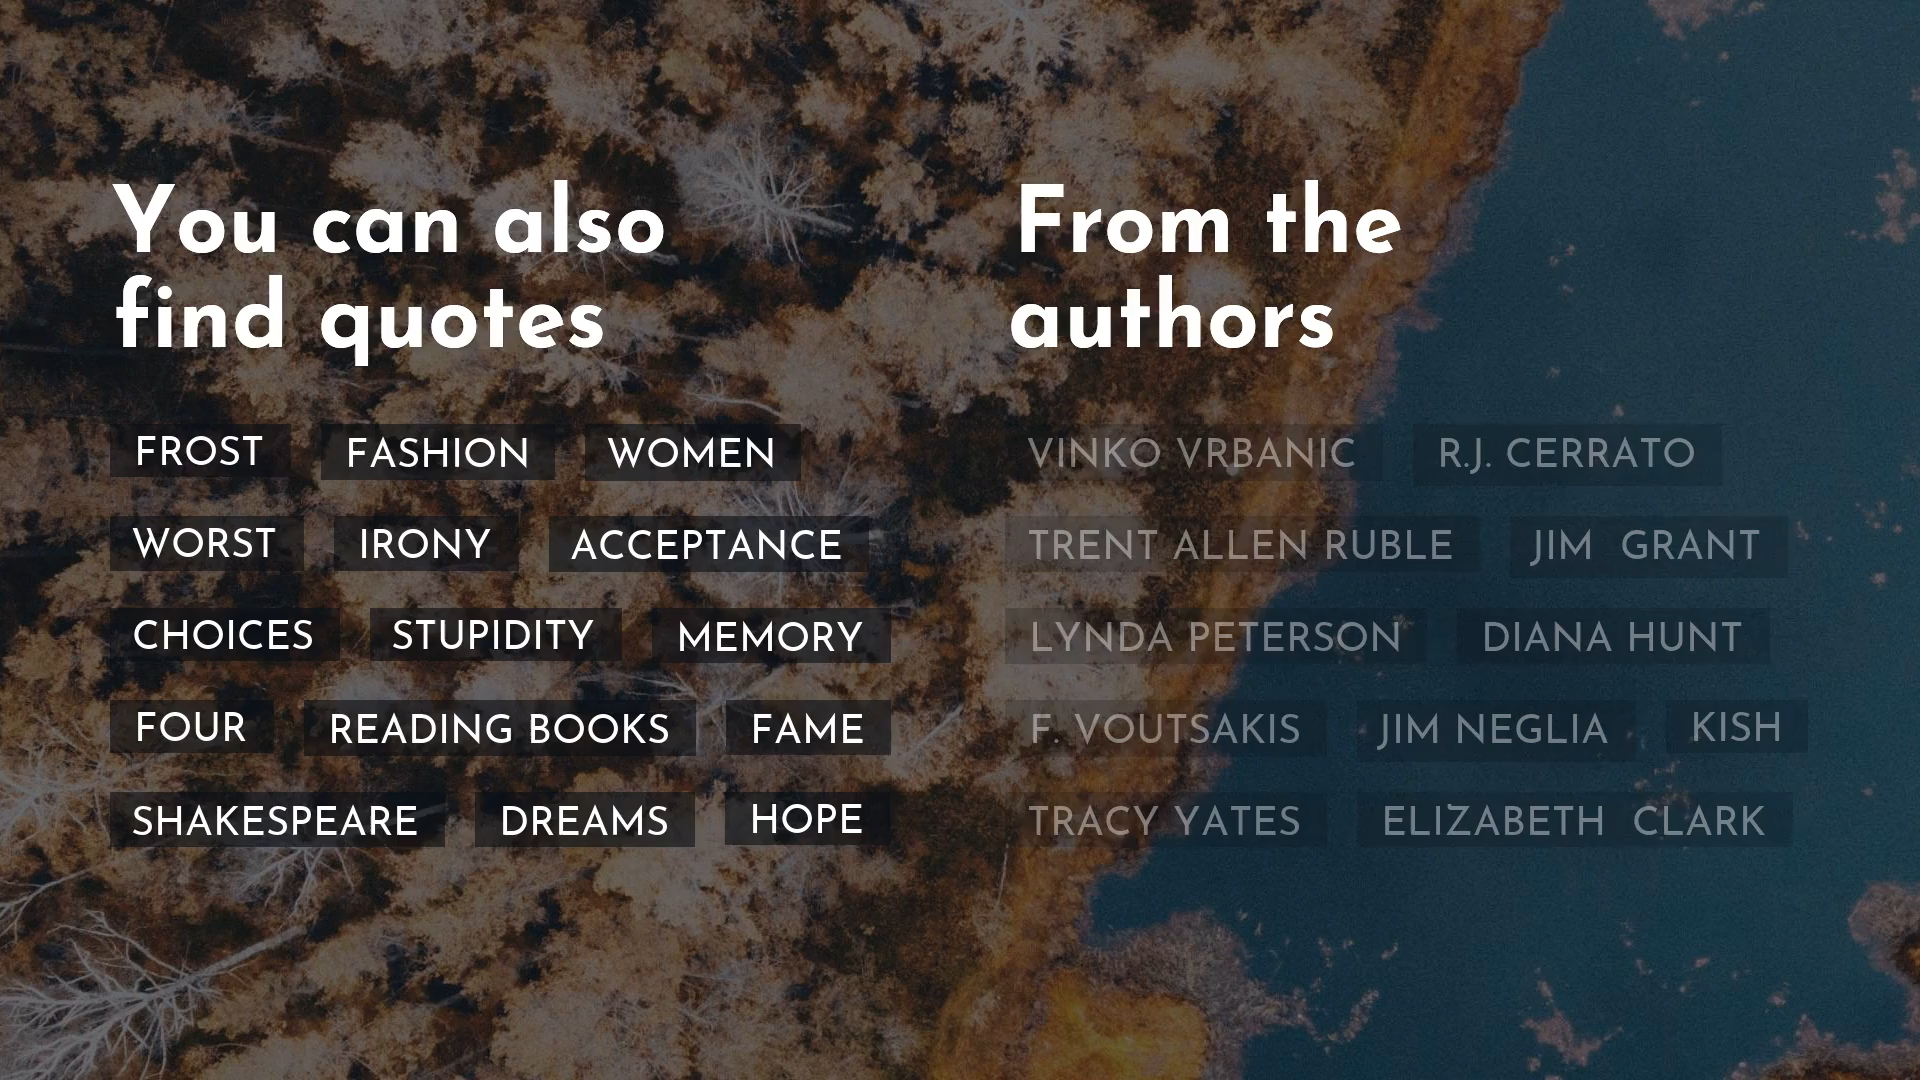 You can also
find quotes
FROST FASHION WOMEN
WORST IRONY ACCEPTANCE
CHOICES STUPIDITY MEMORY
FOUR READING BOOKS FAME
SHAKESPEARE DREAMS HOPE
From the
authors
VINKO VRBANIC R.J. CERRATO
TRENT ALLEN RUBLE JIM GRANT
LYNDA PETERSON DIANA HUNT
F. VOUTSAKIS JIM NEGLIA KISH
TRACY YATES ELIZABETH CLARK